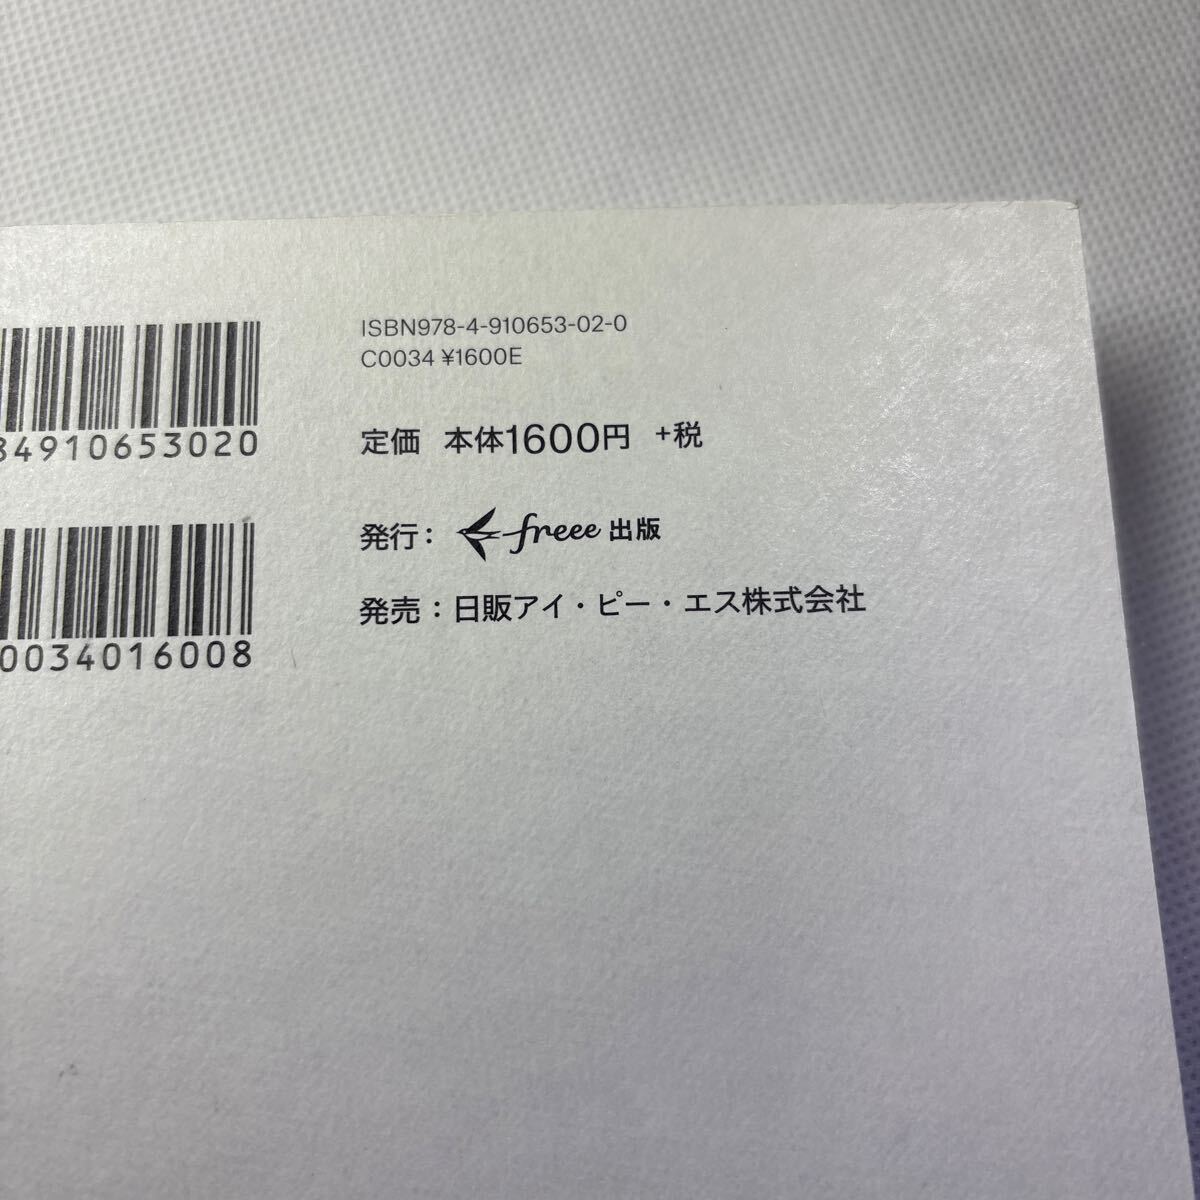 ISBN978-4-910653-02-0
C0034 ¥1600E
定価 本体1600円 +税
発行： freee 出版
発売：日販アイ・ピー・エス株式会社
84910653020
0034016008